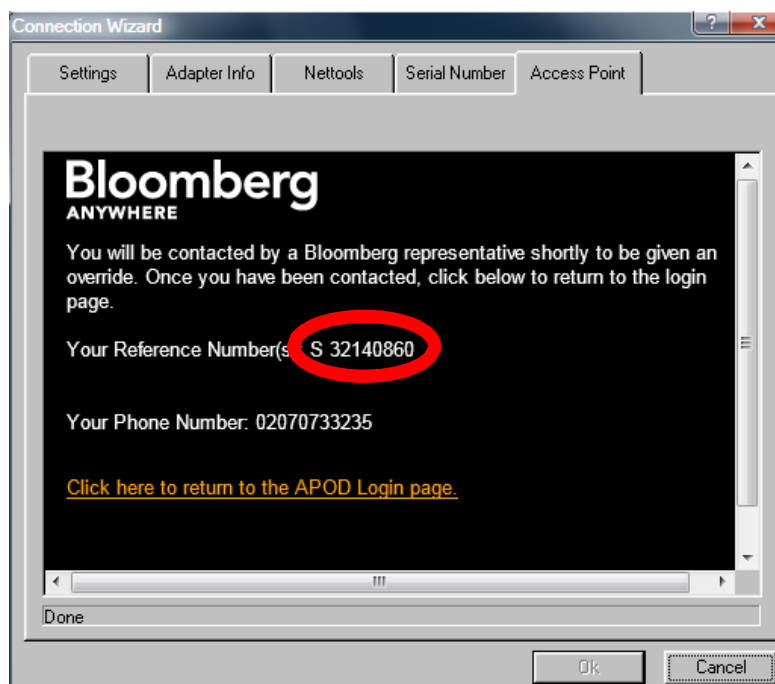 Connection Wizard
Settings Adapter Info Nettools Serial Number Access Point
Bloomberg
ANYWHERE
You will be contacted by a Bloomberg representative shortly to be given an
override. Once you have been contacted, click below to return to the login
page.
Your Reference Number(s S 32140860
Your Phone Number: 02070733235
Click here to return to the APOD Login page.
Done
Ok Cancel